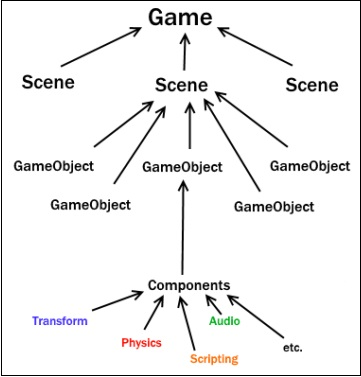 Game
Scene
Scene
Scene
GameObject
GameObject
GameObject
GameObject
GameObject
Components
Transform
Audio
Physics
etc.
Scripting